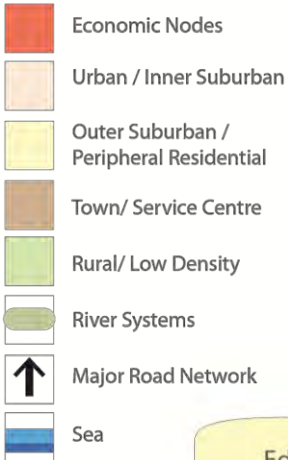 Economic Nodes
Urban / Inner Suburban
Outer Suburban /
Peripheral Residential
Town/ Service Centre
Rural/ Low Density
River Systems
Major Road Network
Sea